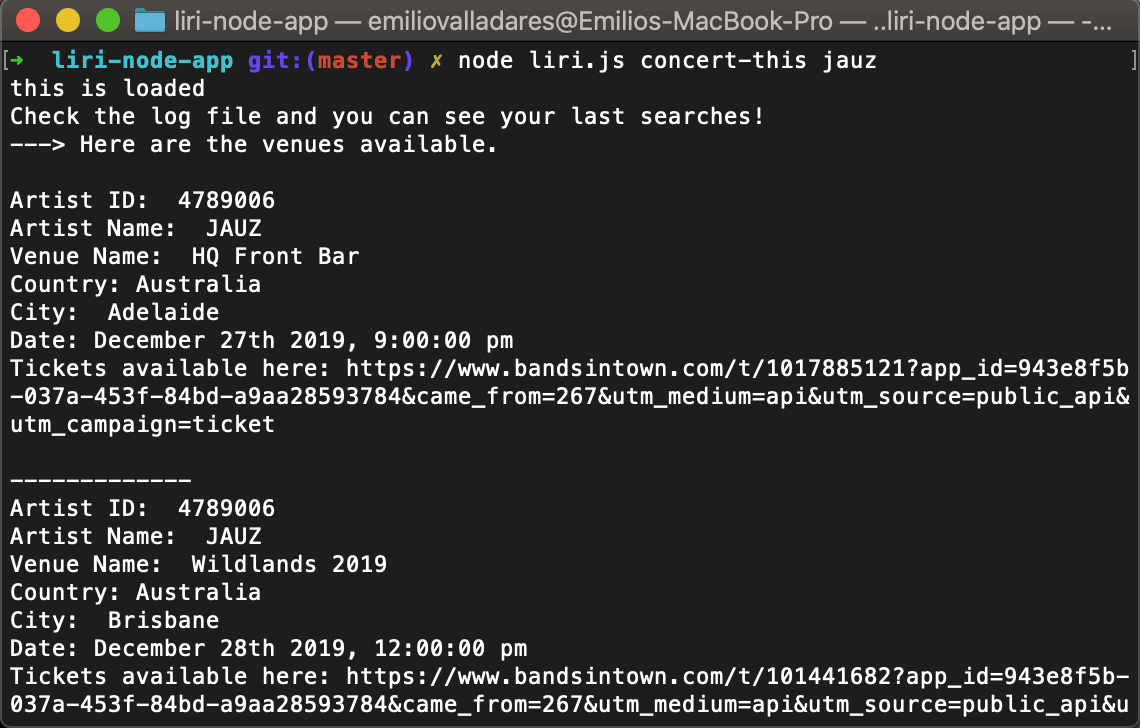 liri-node-app — emiliovalladares@Emilios-MacBook-Pro — ..liri-node-app — -...
[➜  liri-node-app git:(master) ✗ node liri.js concert-this jauz ]
this is loaded
Check the log file and you can see your last searches!
---> Here are the venues available.
Artist ID:  4789006
Artist Name:  JAUZ
Venue Name:  HQ Front Bar
Country: Australia
City:  Adelaide
Date: December 27th 2019, 9:00:00 pm
Tickets available here: https://www.bandsintown.com/t/1017885121?app_id=943e8f5b
-037a-453f-84bd-a9aa28593784&came_from=267&utm_medium=api&utm_source=public_api&
utm_campaign=ticket
-------------
Artist ID:  4789006
Artist Name:  JAUZ
Venue Name:  Wildlands 2019
Country: Australia
City:  Brisbane
Date: December 28th 2019, 12:00:00 pm
Tickets available here: https://www.bandsintown.com/t/101441682?app_id=943e8f5b-
037a-453f-84bd-a9aa28593784&came_from=267&utm_medium=api&utm_source=public_api&u